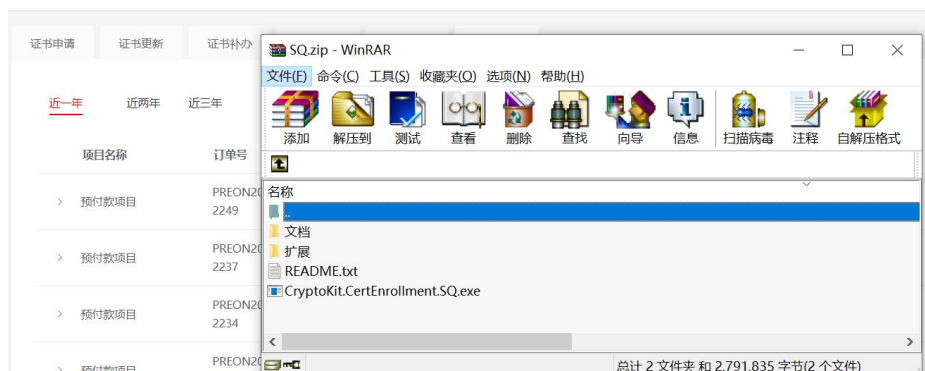 证书申请 证书更新 证书补办
近一年 近两年 近三年
项目名称 订单号
预付款项目 PREON20
2249
预付款项目 PREON20
2237
预付款项目 PREON20
2234
预付款项目 PREON20
SQ.zip - WinRAR
文件(F) 命令(C) 工具(S) 收藏夹(O) 选项(N) 帮助(H)
添加 解压到 测试 查看 删除 查找 向导 信息 扫描病毒 注释 自解压格式
名称
..
文档
扩展
README.txt
CryptoKit.CertEnrollment.SQ.exe
总计 2 文件夹 和 2,791,835 字节(2 个文件)